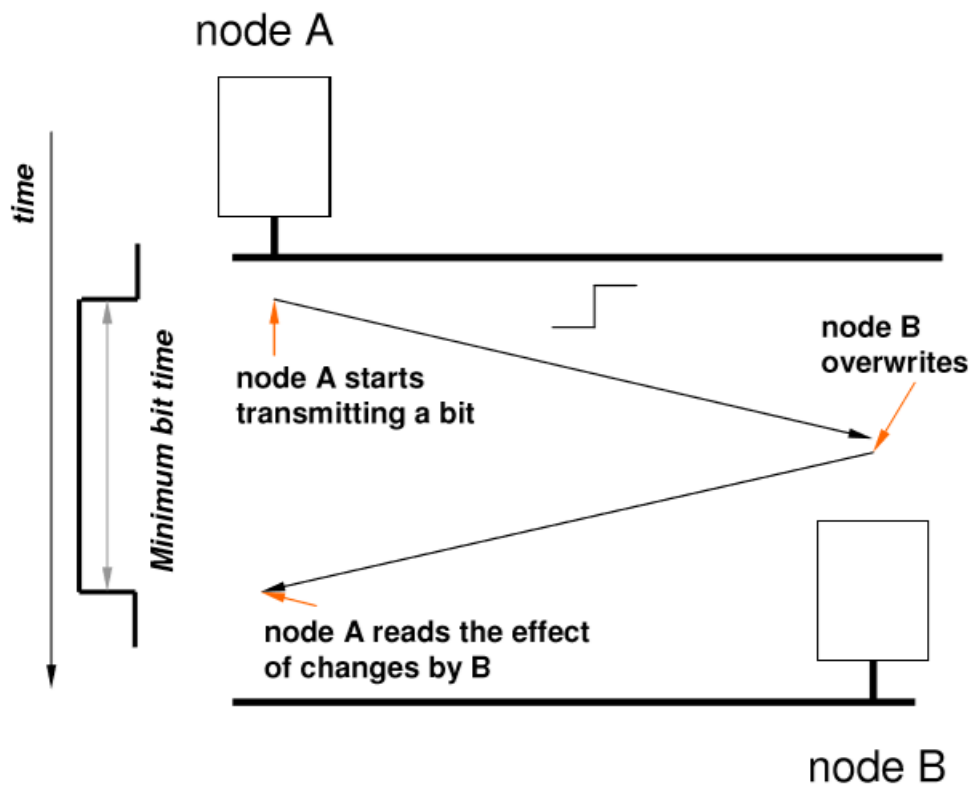 node A
time
Minimum bit time
node A starts
transmitting a bit
node B
overwrites
node A reads the effect
of changes by B
node B